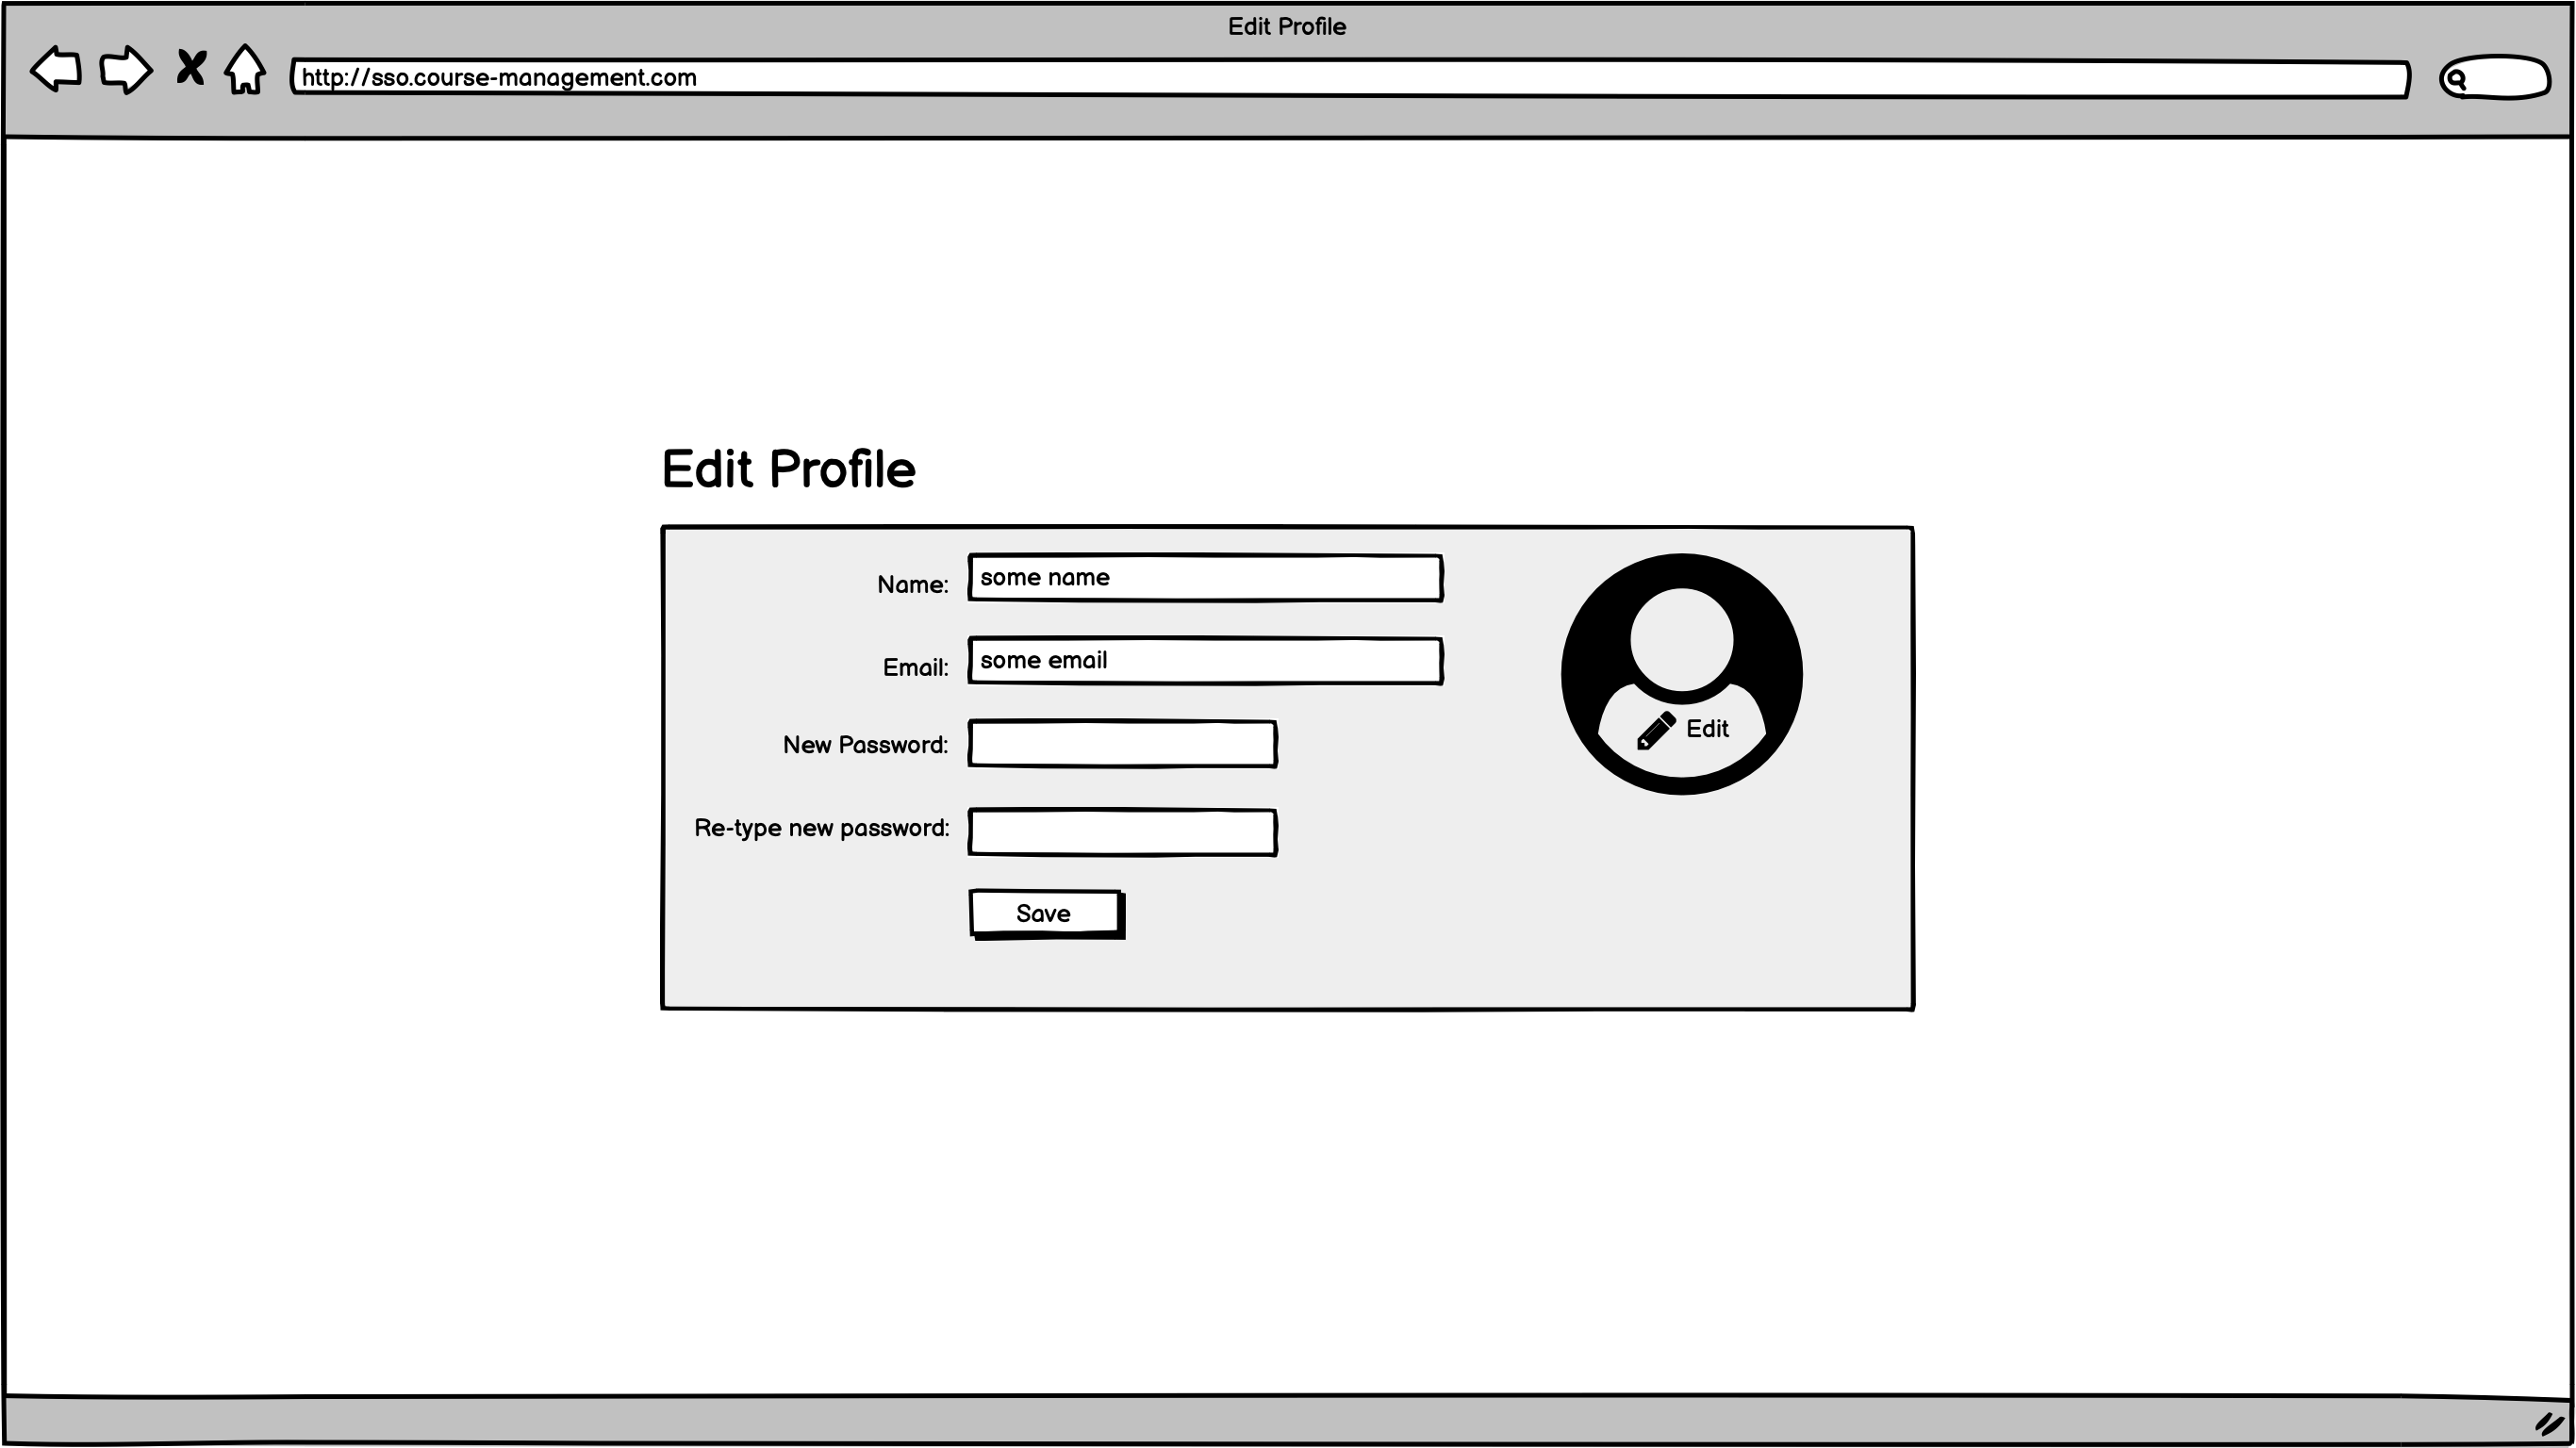 Edit Profile
http://sso.course-management.com
Edit Profile
Name: some name
Email: some email
New Password:
Edit
Re-type new password:
Save